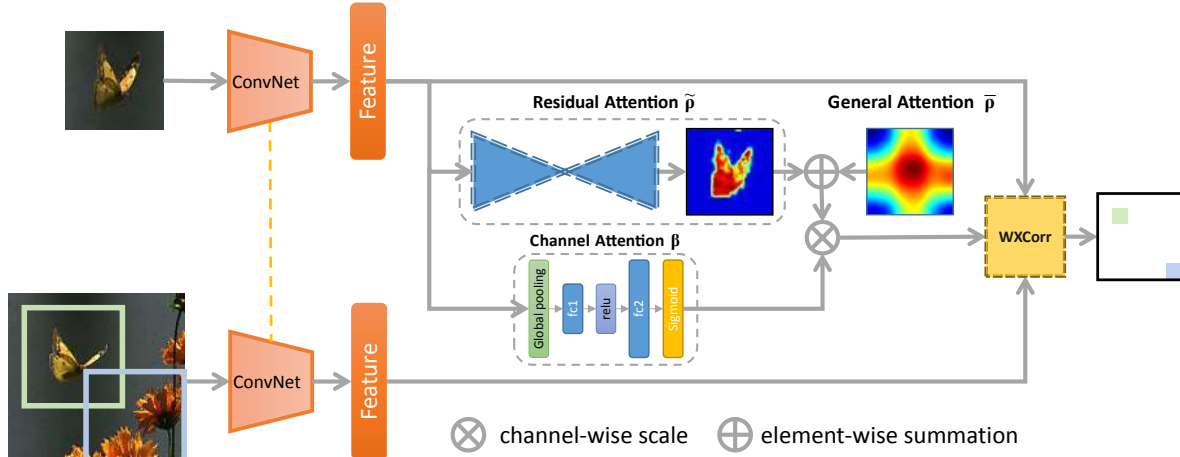 ConvNet
Feature
Residual Attention ρ̃
General Attention ρ̄
Channel Attention β
Global pooling
fc1
relu
fc2
Sigmoid
WXCorr
ConvNet
Feature
channel-wise scale
element-wise summation